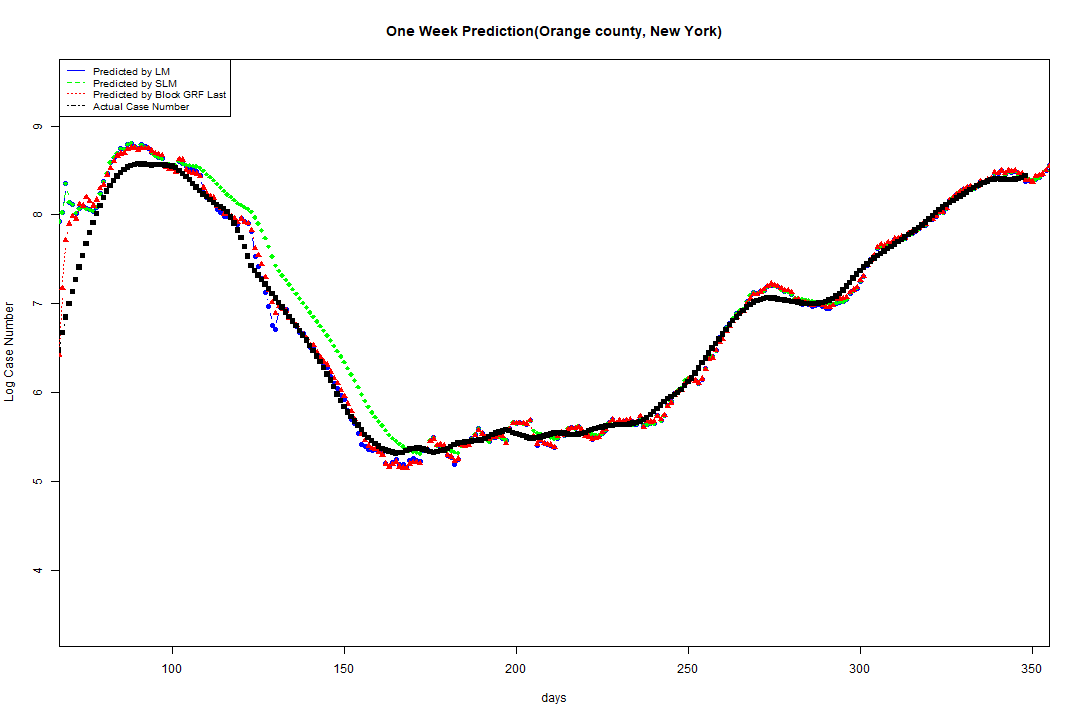 One Week Prediction(Orange county, New York)
Predicted by LM
Predicted by SLM
Predicted by Block GRF Last
Actual Case Number
9
8
7
6
5
4
Log Case Number
100 150 200 250 300 350
days